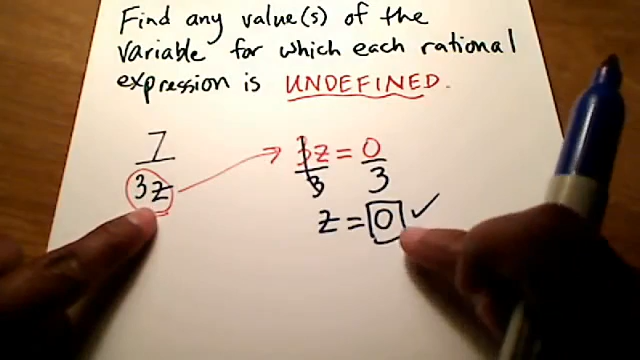 Find any value(s) of the
variable for which each rational
expression is UNDEFINED.
7
3z
3z = 0
3 3
z = 0 ✓